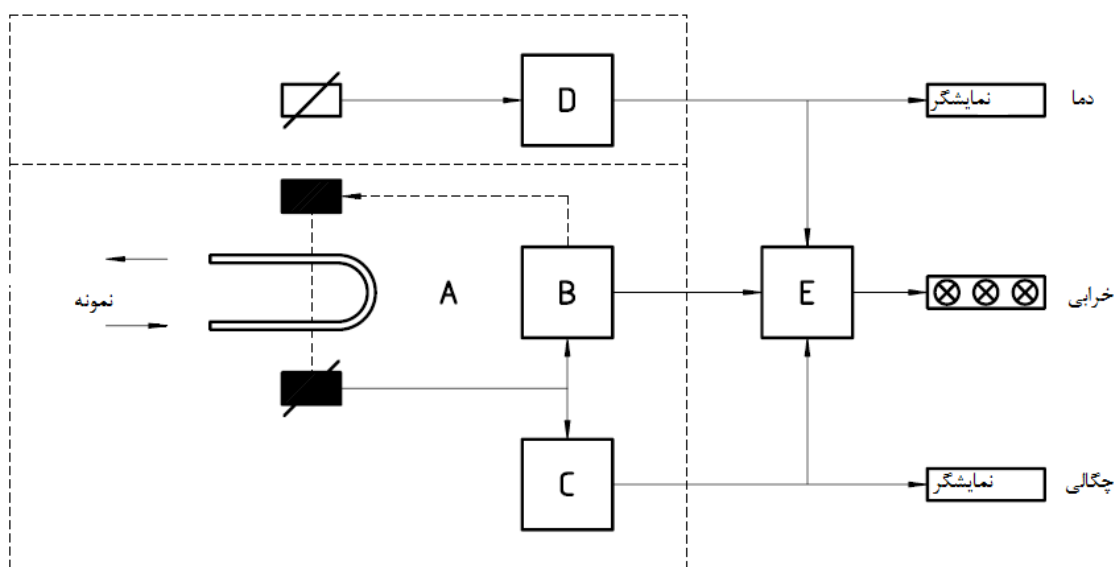 D
نمایشگر
دما
نمونه
A
B
E
خرابی
C
نمایشگر
چگالی